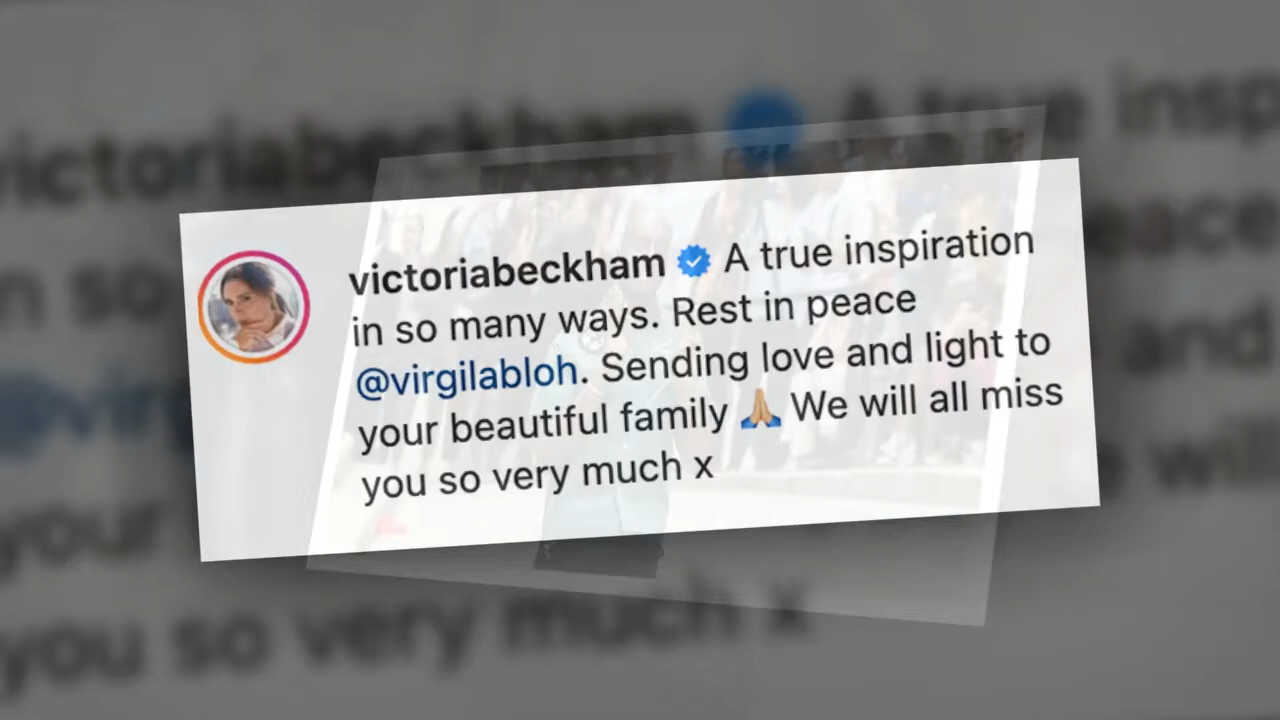 victoriabeckham A true inspiration
in so many ways. Rest in peace
@virgilabloh. Sending love and light to
your beautiful family 🙏🏼 We will all miss
you so very much x